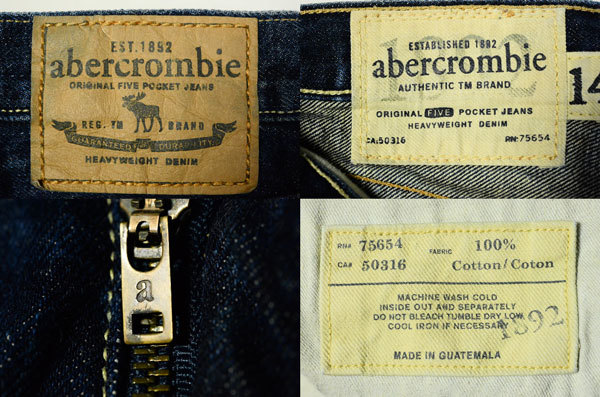 EST. 1892
abercrombie
ORIGINAL FIVE POCKET JEANS
REG. TM BRAND
GUARANTEED DURABILITY
HEAVYWEIGHT DENIM
1892
ESTABLISHED 1892
abercrombie
AUTHENTIC TM BRAND
ORIGINAL FIVE POCKET JEANS
HEAVYWEIGHT DENIM
CA:50316 RN:75654
14
a
RN# 75654 FABRIC 100%
CA# 50316 Cotton/Coton
MACHINE WASH COLD
INSIDE OUT AND SEPARATELY
DO NOT BLEACH TUMBLE DRY LOW
COOL IRON IF NECESSARY
1892
MADE IN GUATEMALA